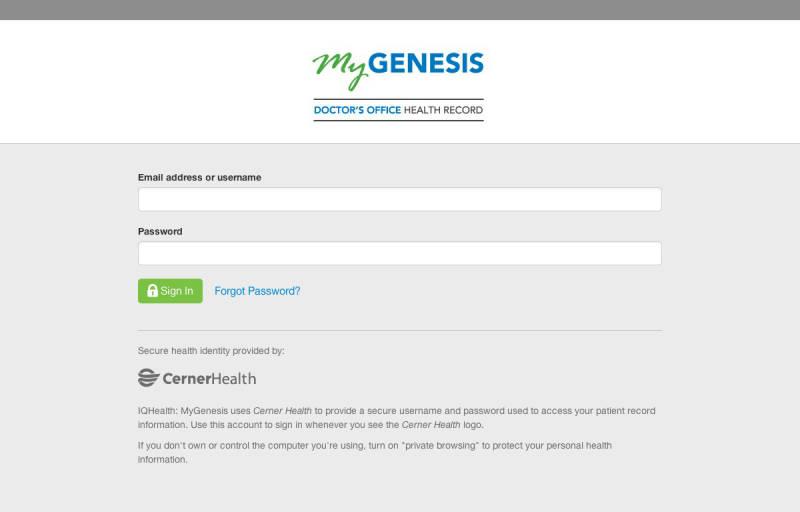 My GENESIS
DOCTOR'S OFFICE HEALTH RECORD
Email address or username
Password
Sign In Forgot Password?
Secure health identity provided by:
CernerHealth
IQHealth: MyGenesis uses Cerner Health to provide a secure username and password used to access your patient record
information. Use this account to sign in whenever you see the Cerner Health logo.
If you don't own or control the computer you're using, turn on "private browsing" to protect your personal health
information.